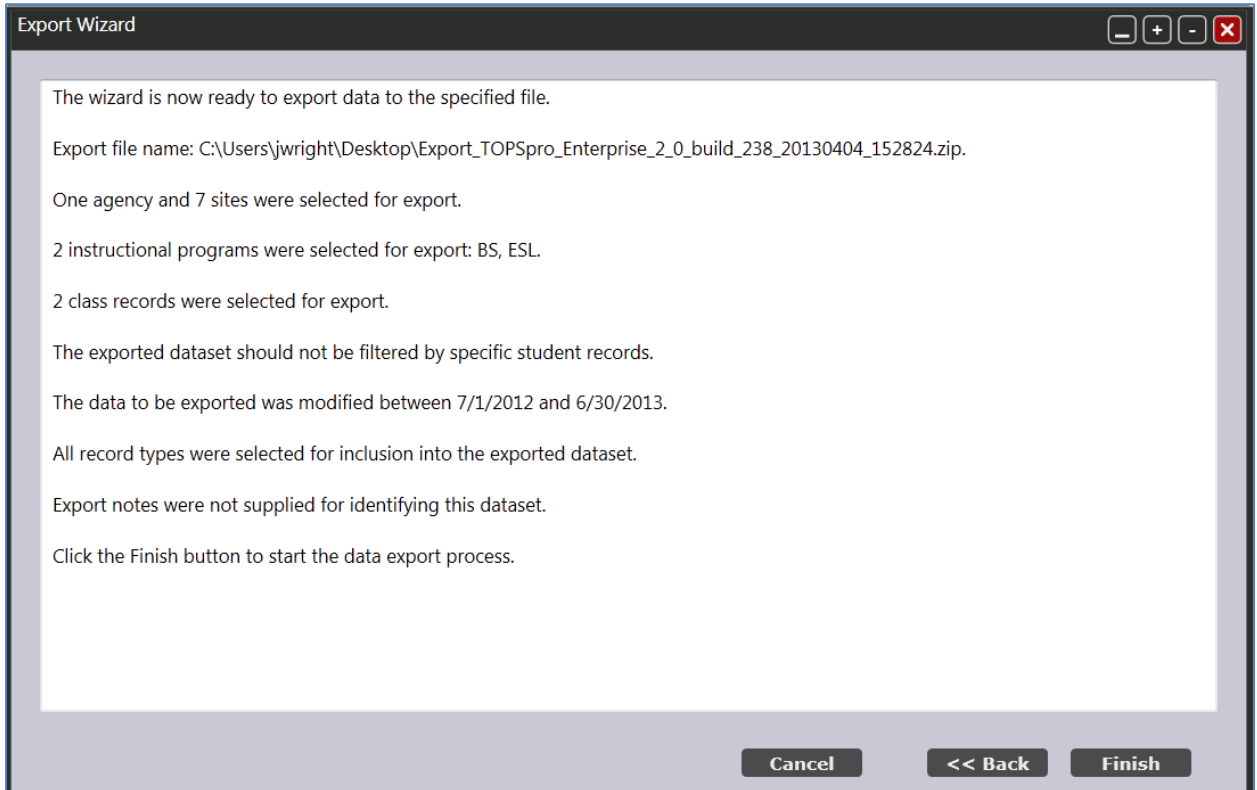 Export Wizard
The wizard is now ready to export data to the specified file.
Export file name: C:\Users\jwright\Desktop\Export_TOPSpro_Enterprise_2_0_build_238_20130404_152824.zip.
One agency and 7 sites were selected for export.
2 instructional programs were selected for export: BS, ESL.
2 class records were selected for export.
The exported dataset should not be filtered by specific student records.
The data to be exported was modified between 7/1/2012 and 6/30/2013.
All record types were selected for inclusion into the exported dataset.
Export notes were not supplied for identifying this dataset.
Click the Finish button to start the data export process.
Cancel << Back Finish